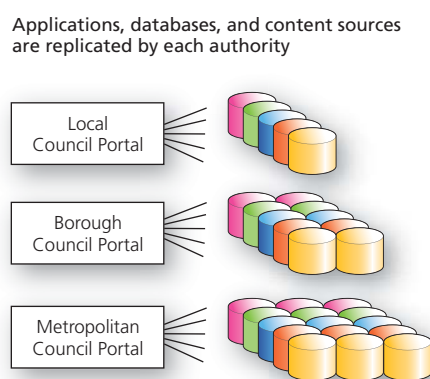 Applications, databases, and content sources
are replicated by each authority
Local
Council Portal
Borough
Council Portal
Metropolitan
Council Portal